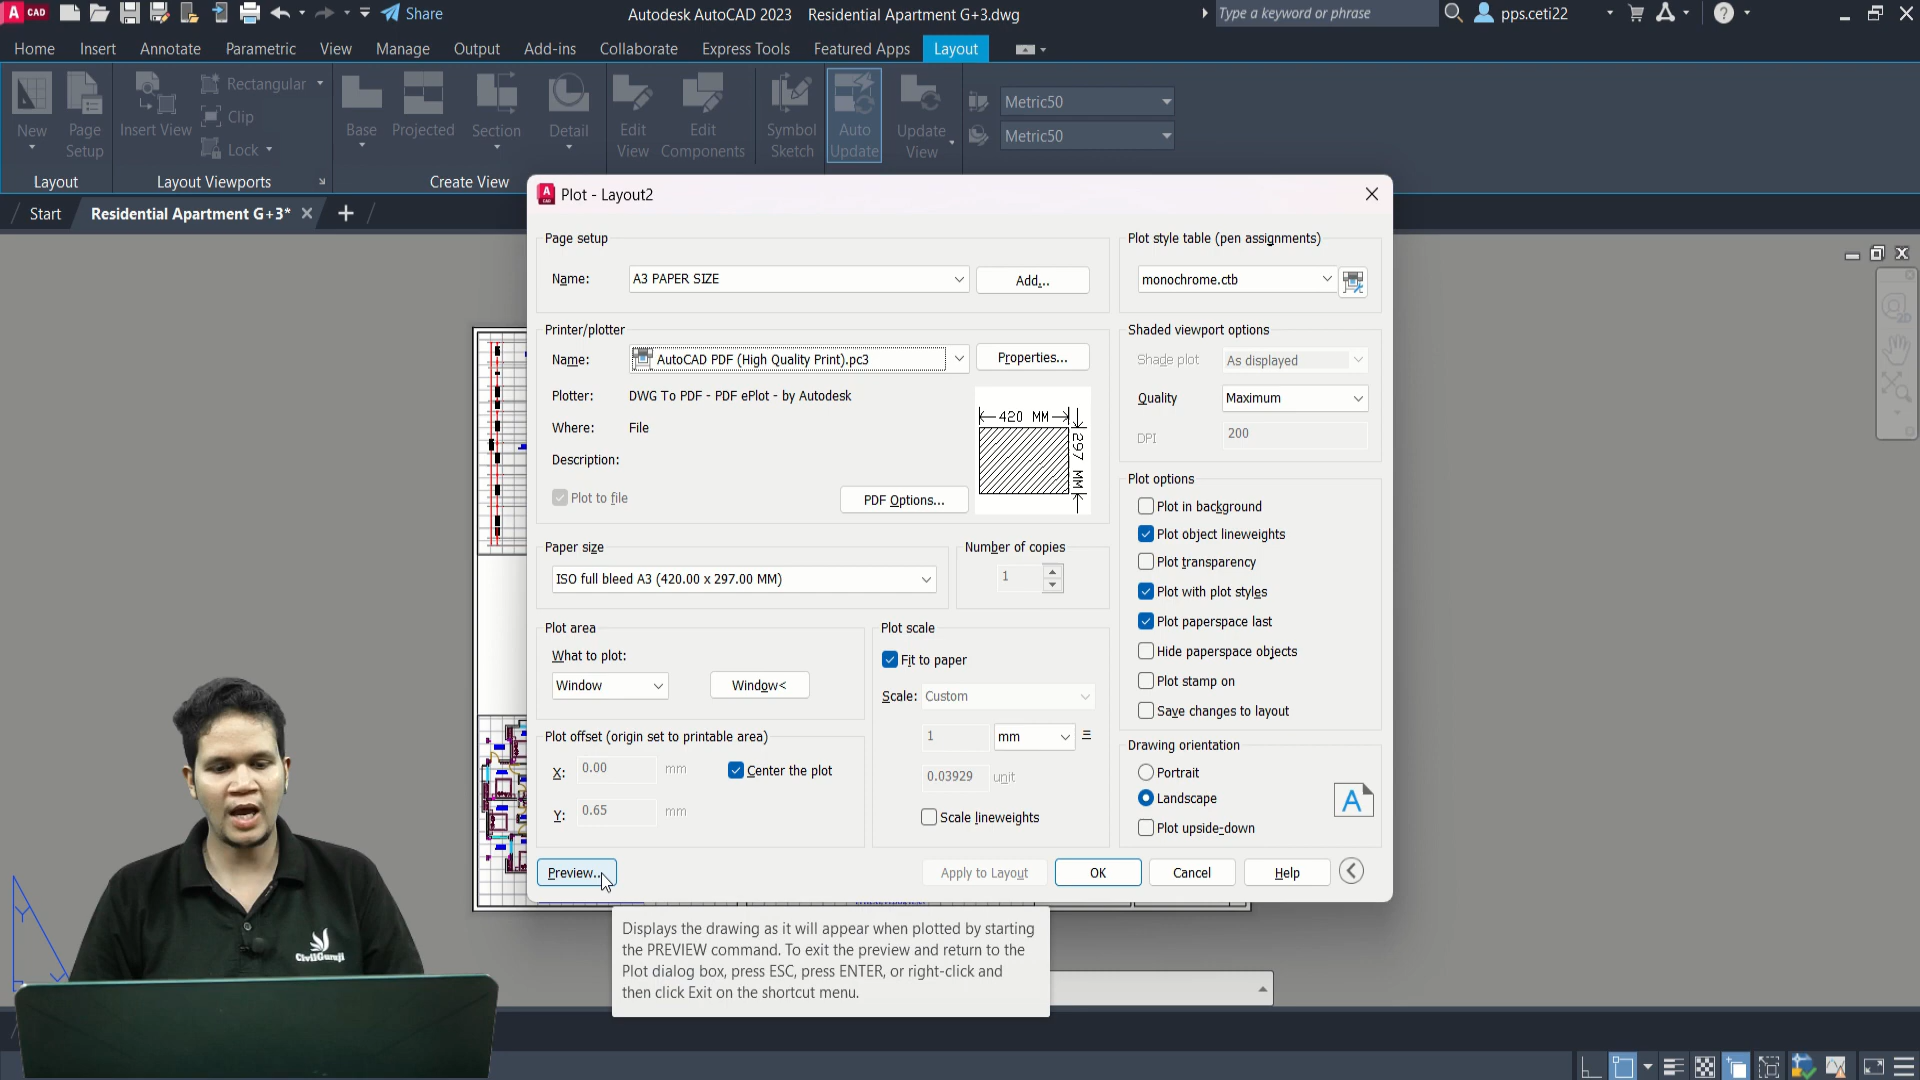 CAD
Share
Autodesk AutoCAD 2023 Residential Apartment G+3.dwg
Type a keyword or phrase
pps.ceti22
Home Insert Annotate Parametric View Manage Output Add-ins Collaborate Express Tools Featured Apps Layout
New
Page
Setup
Layout
Insert View
Rectangular
Clip
Lock
Layout Viewports
Base
Projected
Section
Detail
Create View
Edit
View
Edit
Components
Symbol
Sketch
Auto
Update
Update
View
Metric50
Metric50
Start
Residential Apartment G+3*
Plot - Layout2
Page setup
Name:
A3 PAPER SIZE
Add...
Printer/plotter
Name:
AutoCAD PDF (High Quality Print).pc3
Properties...
Plotter:
DWG To PDF - PDF ePlot - by Autodesk
Where:
File
Description:
Plot to file
PDF Options...
420 MM
297 MM
Paper size
ISO full bleed A3 (420.00 x 297.00 MM)
Number of copies
1
Plot area
What to plot:
Window
Window<
Plot offset (origin set to printable area)
X:
0.00
mm
Center the plot
Y:
0.65
mm
Plot scale
Fit to paper
Scale:
Custom
1
mm
=
0.03929
unit
Scale lineweights
Plot style table (pen assignments)
monochrome.ctb
Shaded viewport options
Shade plot
As displayed
Quality
Maximum
DPI
200
Plot options
Plot in background
Plot object lineweights
Plot transparency
Plot with plot styles
Plot paperspace last
Hide paperspace objects
Plot stamp on
Save changes to layout
Drawing orientation
Portrait
Landscape
Plot upside-down
A
Preview...
Apply to Layout
OK
Cancel
Help
Displays the drawing as it will appear when plotted by starting
the PREVIEW command. To exit the preview and return to the
Plot dialog box, press ESC, press ENTER, or right-click and
then click Exit on the shortcut menu.
CivilGuruji
Y